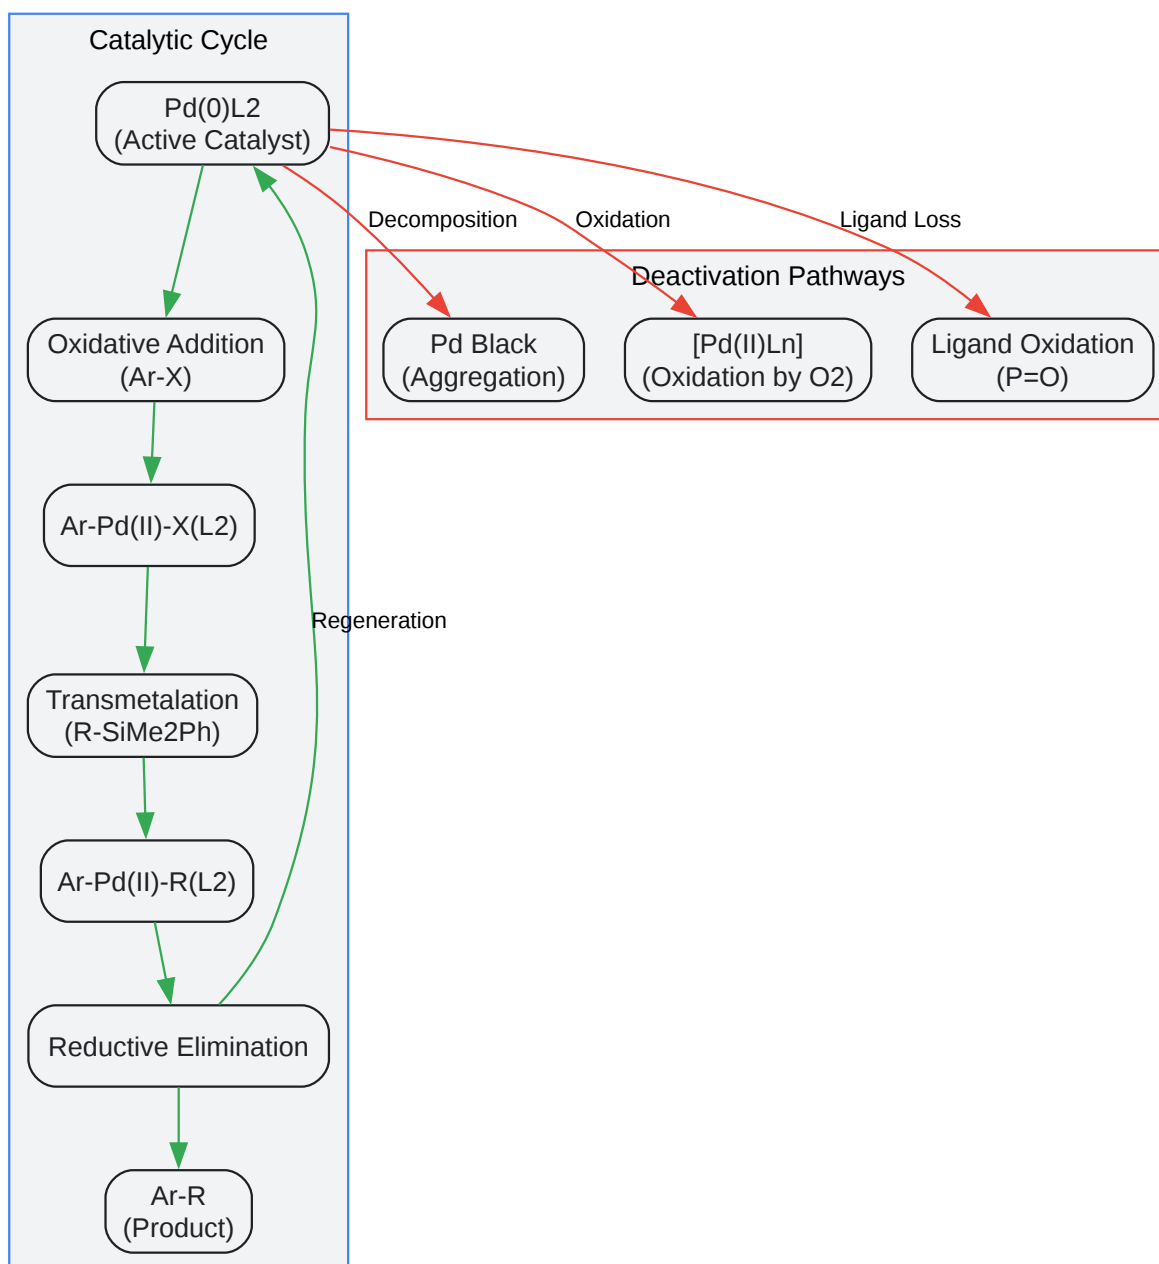 Catalytic Cycle
Pd(0)L2
(Active Catalyst)
Decomposition
Oxidation
Ligand Loss
Deactivation Pathways
Oxidative Addition
(Ar-X)
Pd Black
(Aggregation)
[Pd(II)Ln]
(Oxidation by O2)
Ligand Oxidation
(P=O)
Ar-Pd(II)-X(L2)
Regeneration
Transmetalation
(R-SiMe2Ph)
Ar-Pd(II)-R(L2)
Reductive Elimination
Ar-R
(Product)